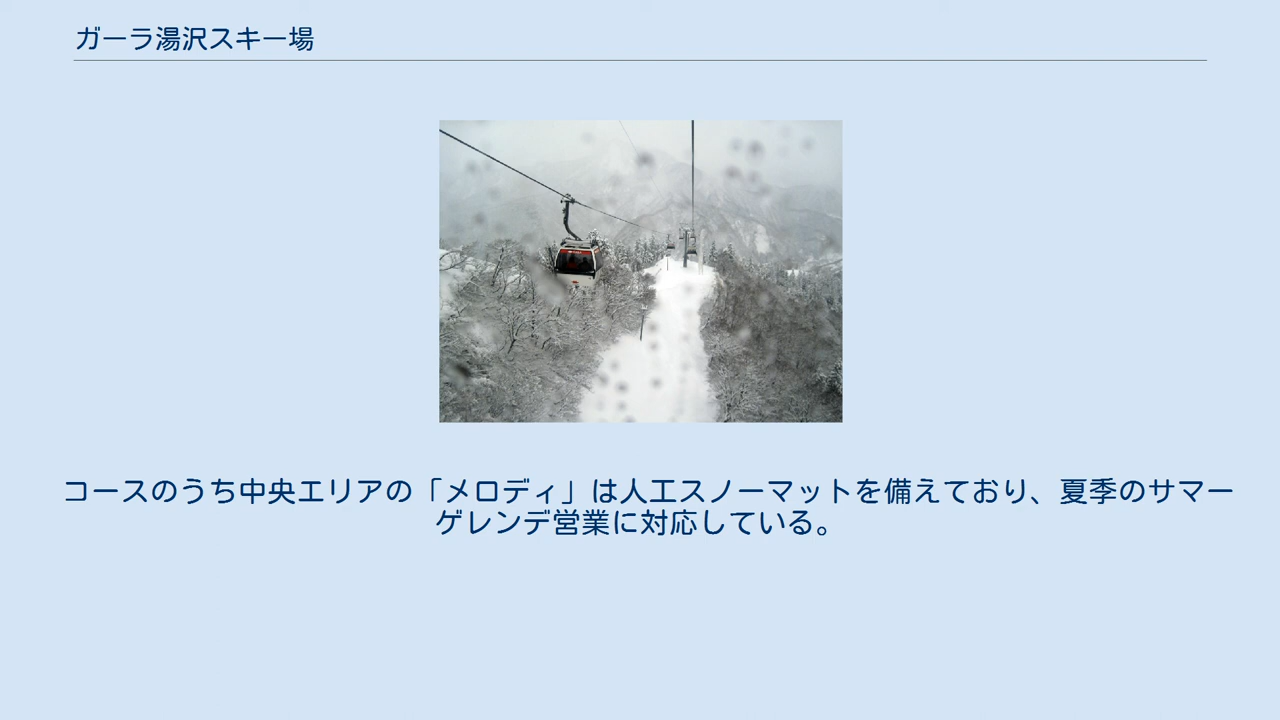 ガーラ湯沢スキー場
コースのうち中央エリアの「メロディ」は人工スノーマットを備えており、夏季のサマー
ゲレンデ営業に対応している。